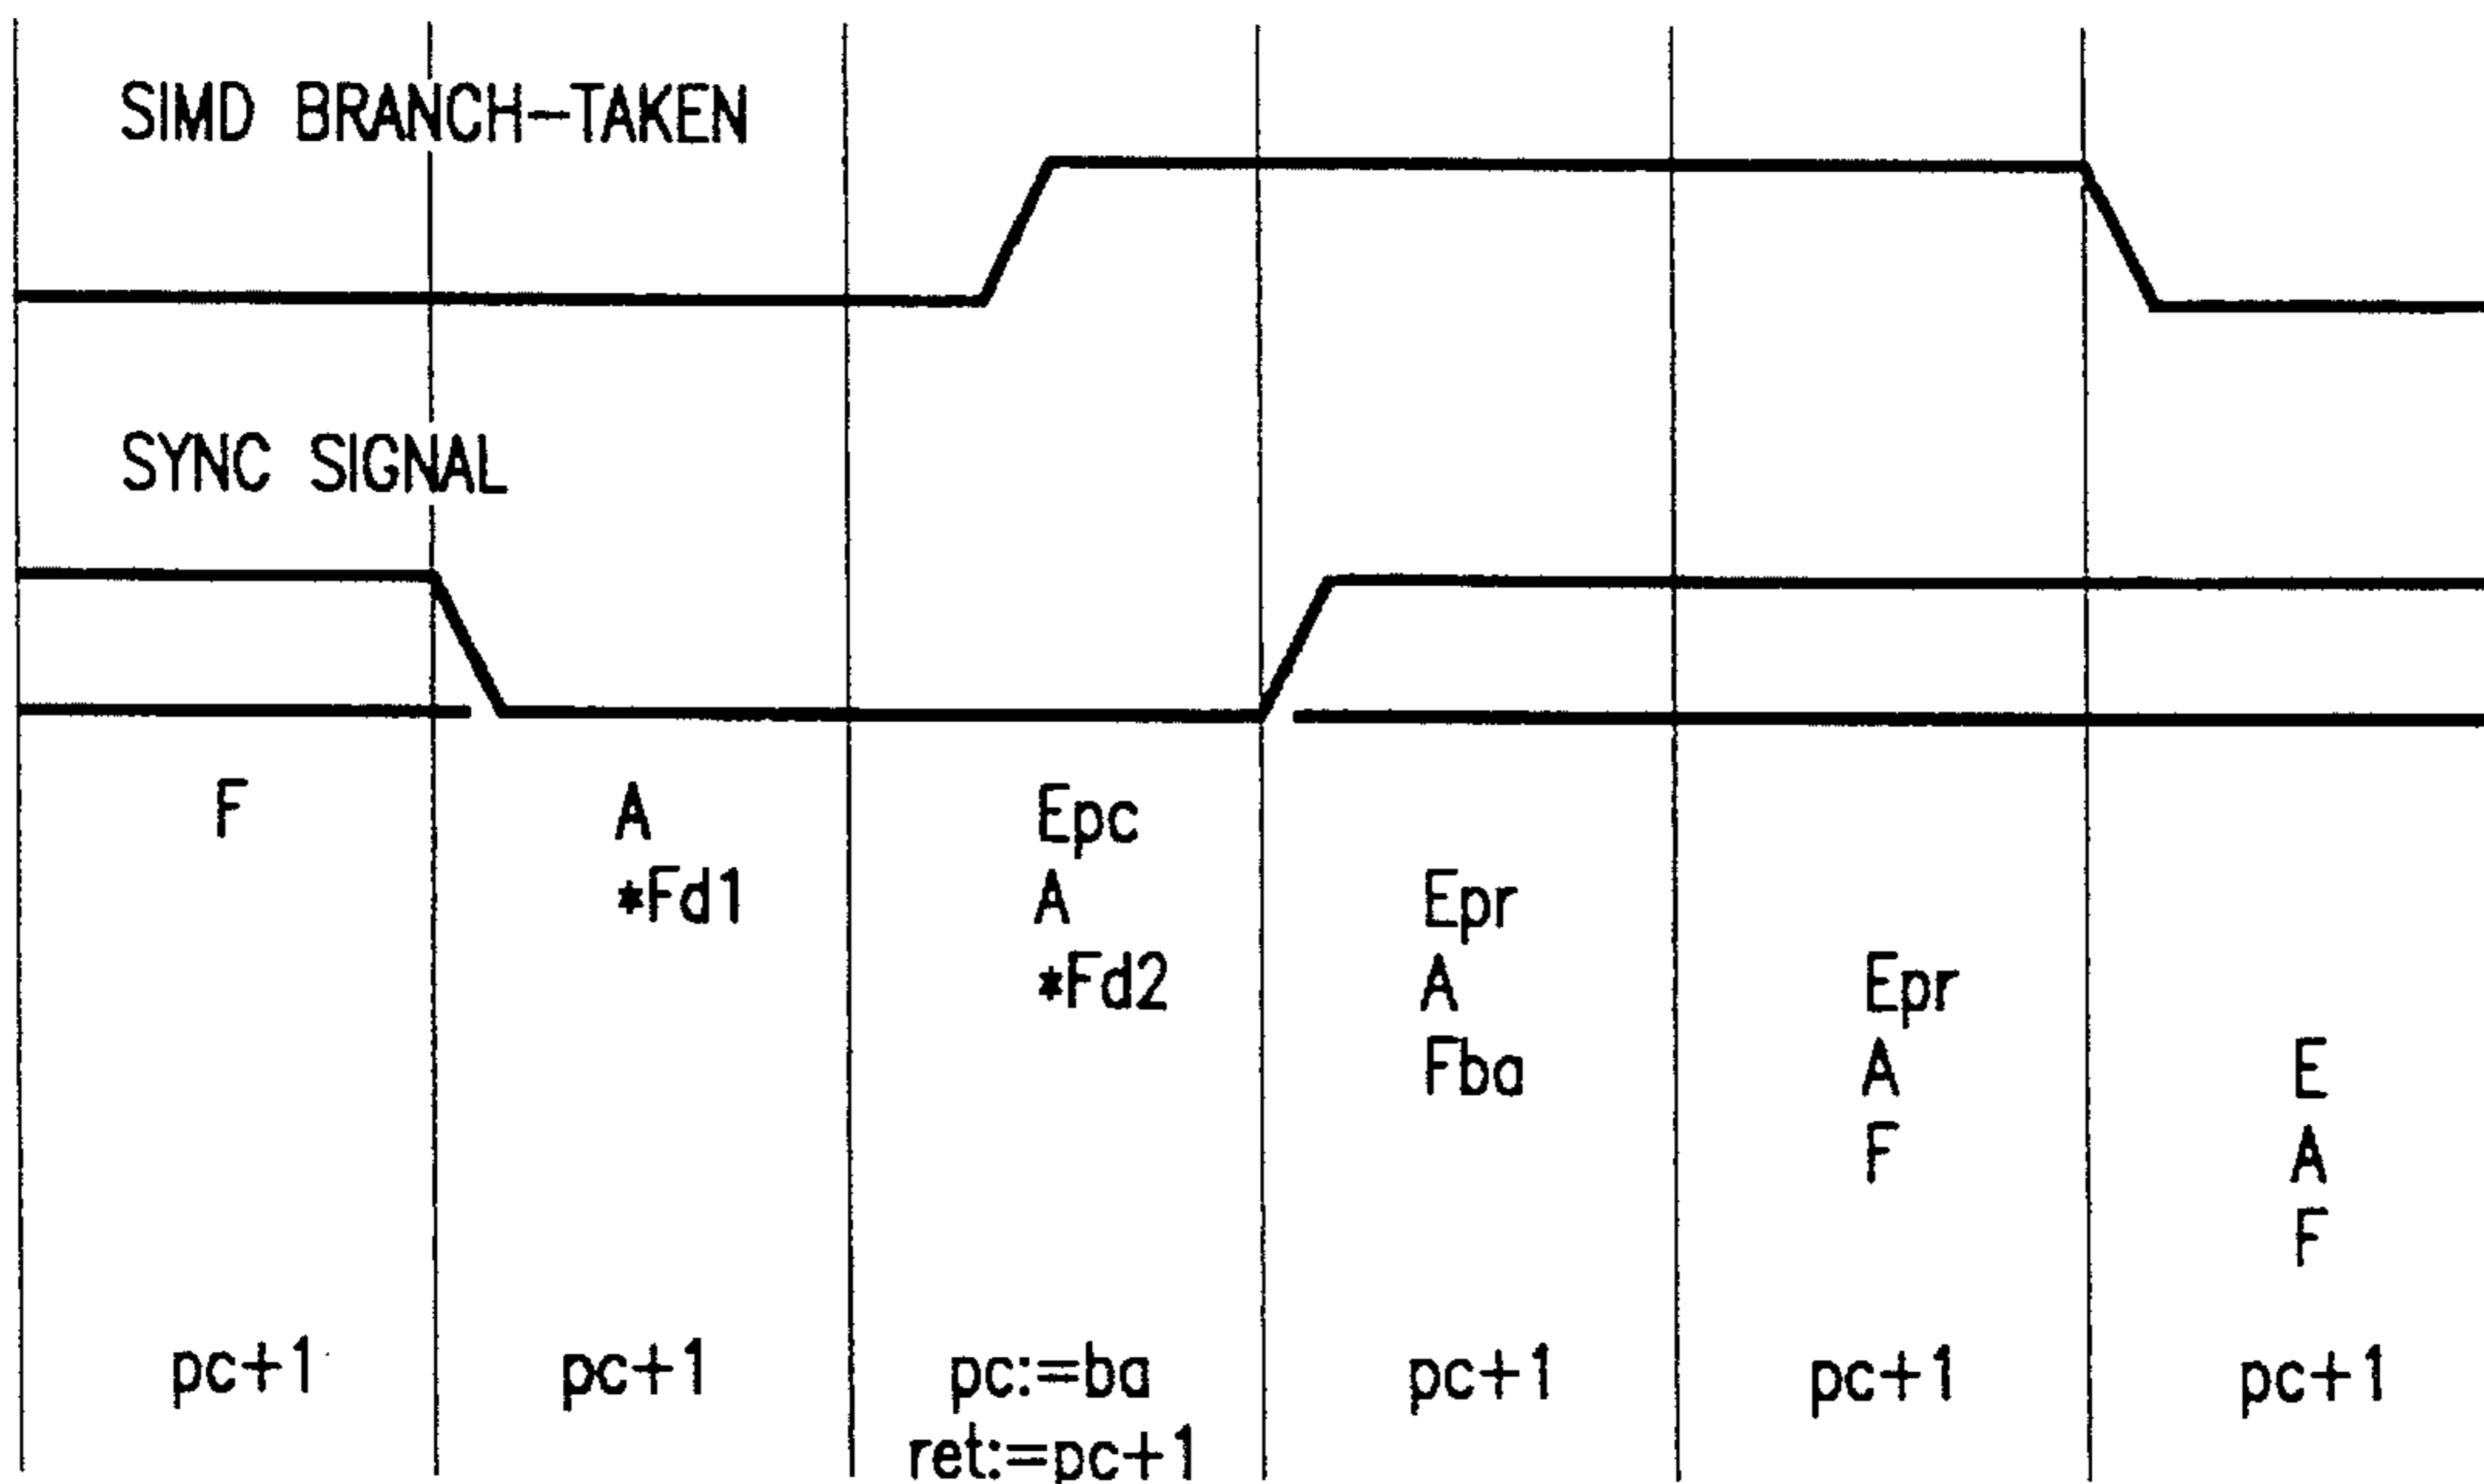 SIMD BRANCH-TAKEN
SYNC SIGNAL
F A Epc
*Fd1 A Epr
*Fd2 A Epr
Fba A E
F A
F
pc+1 pc+1 pc:=ba pc+1 pc+1 pc+1
ret:=pc+1